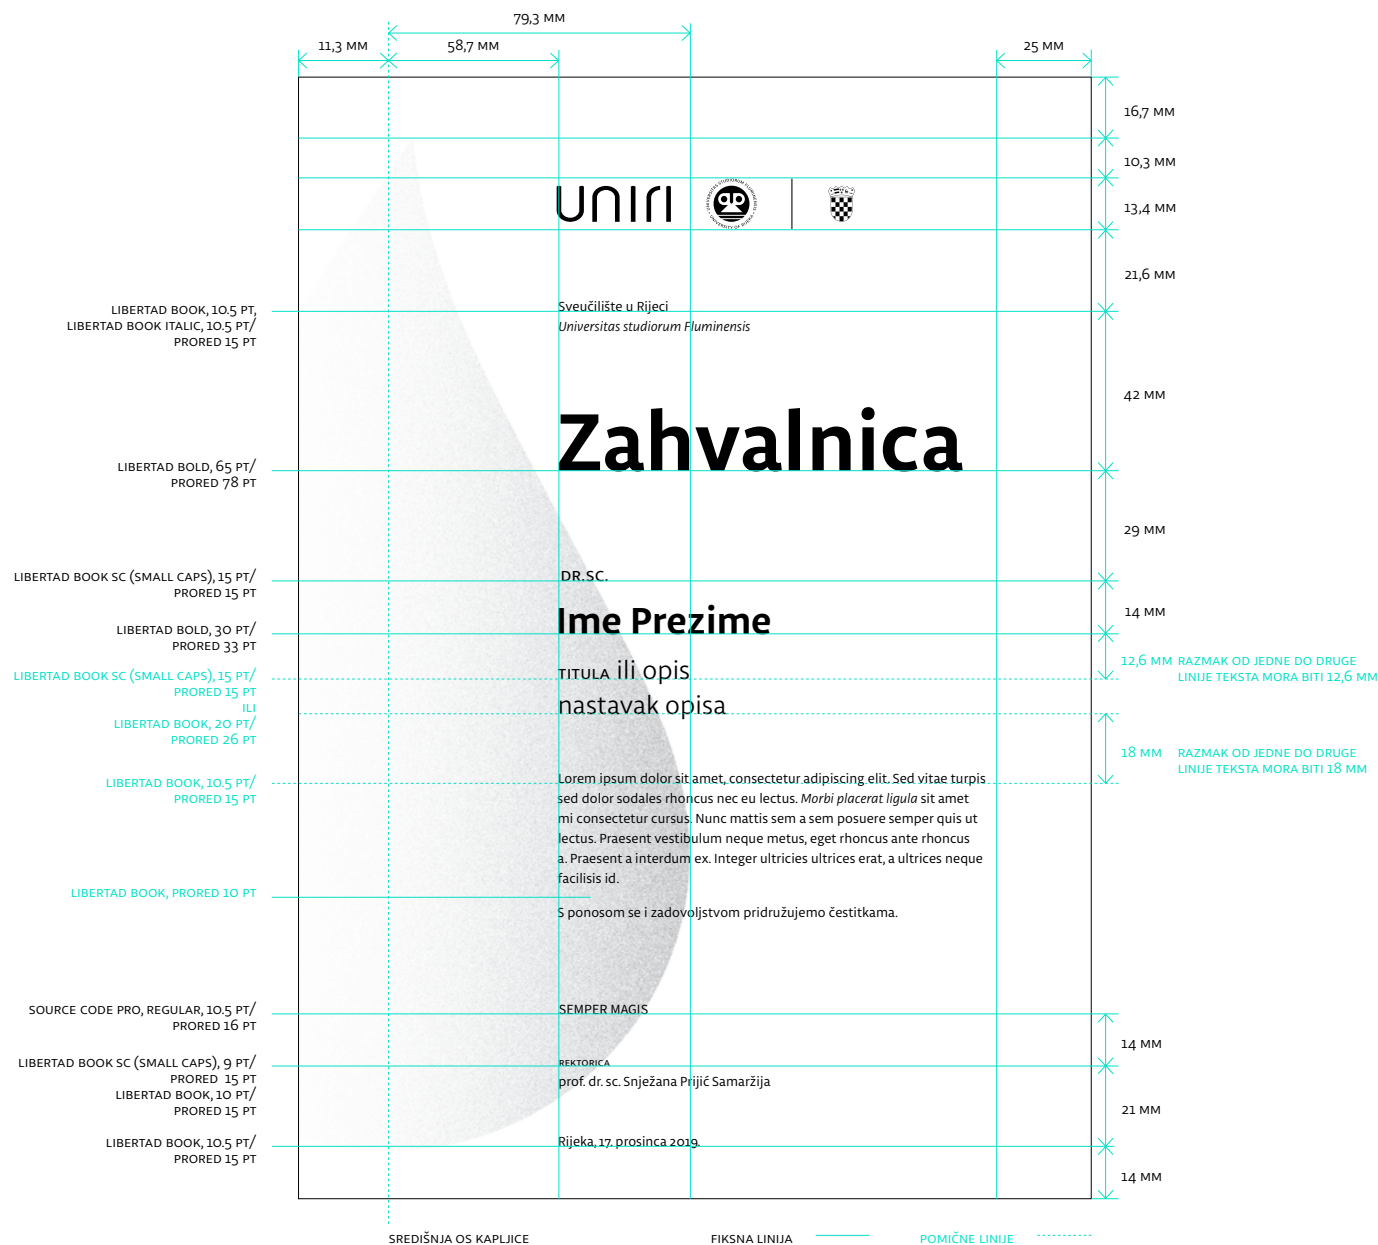 79,3 MM
11,3 MM
58,7 MM
25 MM
16,7 MM
10,3 MM
13,4 MM
21,6 MM
42 MM
29 MM
14 MM
12,6 MM RAZMAK OD JEDNE DO DRUGE
LINIJE TEKSTA MORA BITI 12,6 MM
18 MM RAZMAK OD JEDNE DO DRUGE
LINIJE TEKSTA MORA BITI 18 MM
14 MM
21 MM
14 MM
LIBERTAD BOOK, 10.5 PT,
LIBERTAD BOOK ITALIC, 10.5 PT/
PRORED 15 PT
LIBERTAD BOLD, 65 PT/
PRORED 78 PT
LIBERTAD BOOK SC (SMALL CAPS), 15 PT/
PRORED 15 PT
LIBERTAD BOLD, 30 PT/
PRORED 33 PT
LIBERTAD BOOK SC (SMALL CAPS), 15 PT/
PRORED 15 PT
ILI
LIBERTAD BOOK, 20 PT/
PRORED 26 PT
LIBERTAD BOOK, 10.5 PT/
PRORED 15 PT
LIBERTAD BOOK, PRORED 10 PT
SOURCE CODE PRO, REGULAR, 10.5 PT/
PRORED 16 PT
LIBERTAD BOOK SC (SMALL CAPS), 9 PT/
PRORED 15 PT
LIBERTAD BOOK, 10 PT/
PRORED 15 PT
LIBERTAD BOOK, 10.5 PT/
PRORED 15 PT
UNIRI
UNIVERSITAS STUDIORUM FLUMINENSIS
UNIVERSITY OF RIJEKA
Sveučilište u Rijeci
Universitas studiorum Fluminensis
Zahvalnica
DR.SC.
Ime Prezime
TITULA ili opis
nastavak opisa
Lorem ipsum dolor sit amet, consectetur adipiscing elit. Sed vitae turpis
sed dolor sodales rhoncus nec eu lectus. Morbi placerat ligula sit amet
mi consectetur cursus. Nunc mattis sem a sem posuere semper quis ut
lectus. Praesent vestibulum neque metus, eget rhoncus ante rhoncus
a. Praesent a interdum ex. Integer ultricies ultrices erat, a ultrices neque
facilisis id.
S ponosom se i zadovoljstvom pridružujemo čestitkama.
SEMPER MAGIS
REKTORICA
prof. dr. sc. Snježana Prijić Samaržija
Rijeka, 17. prosinca 2019.
SREDIŠNJA OS KAPLJICE
FIKSNA LINIJA
POMIČNE LINIJE